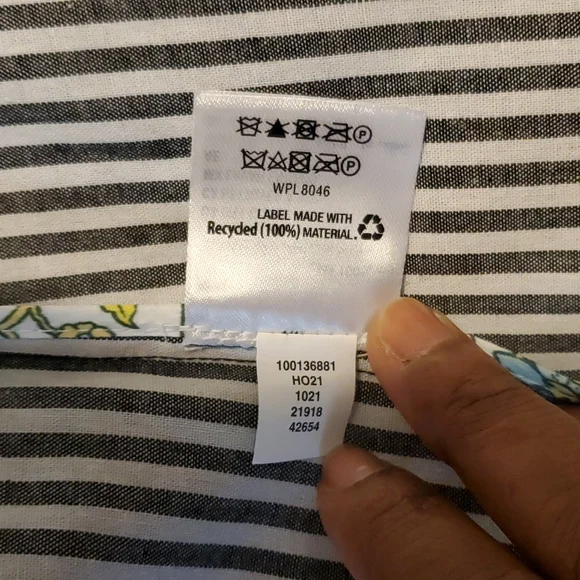 P
P
WPL 8046
LABEL MADE WITH
Recycled (100%) MATERIAL.
100136881
HO21
1021
21918
42654